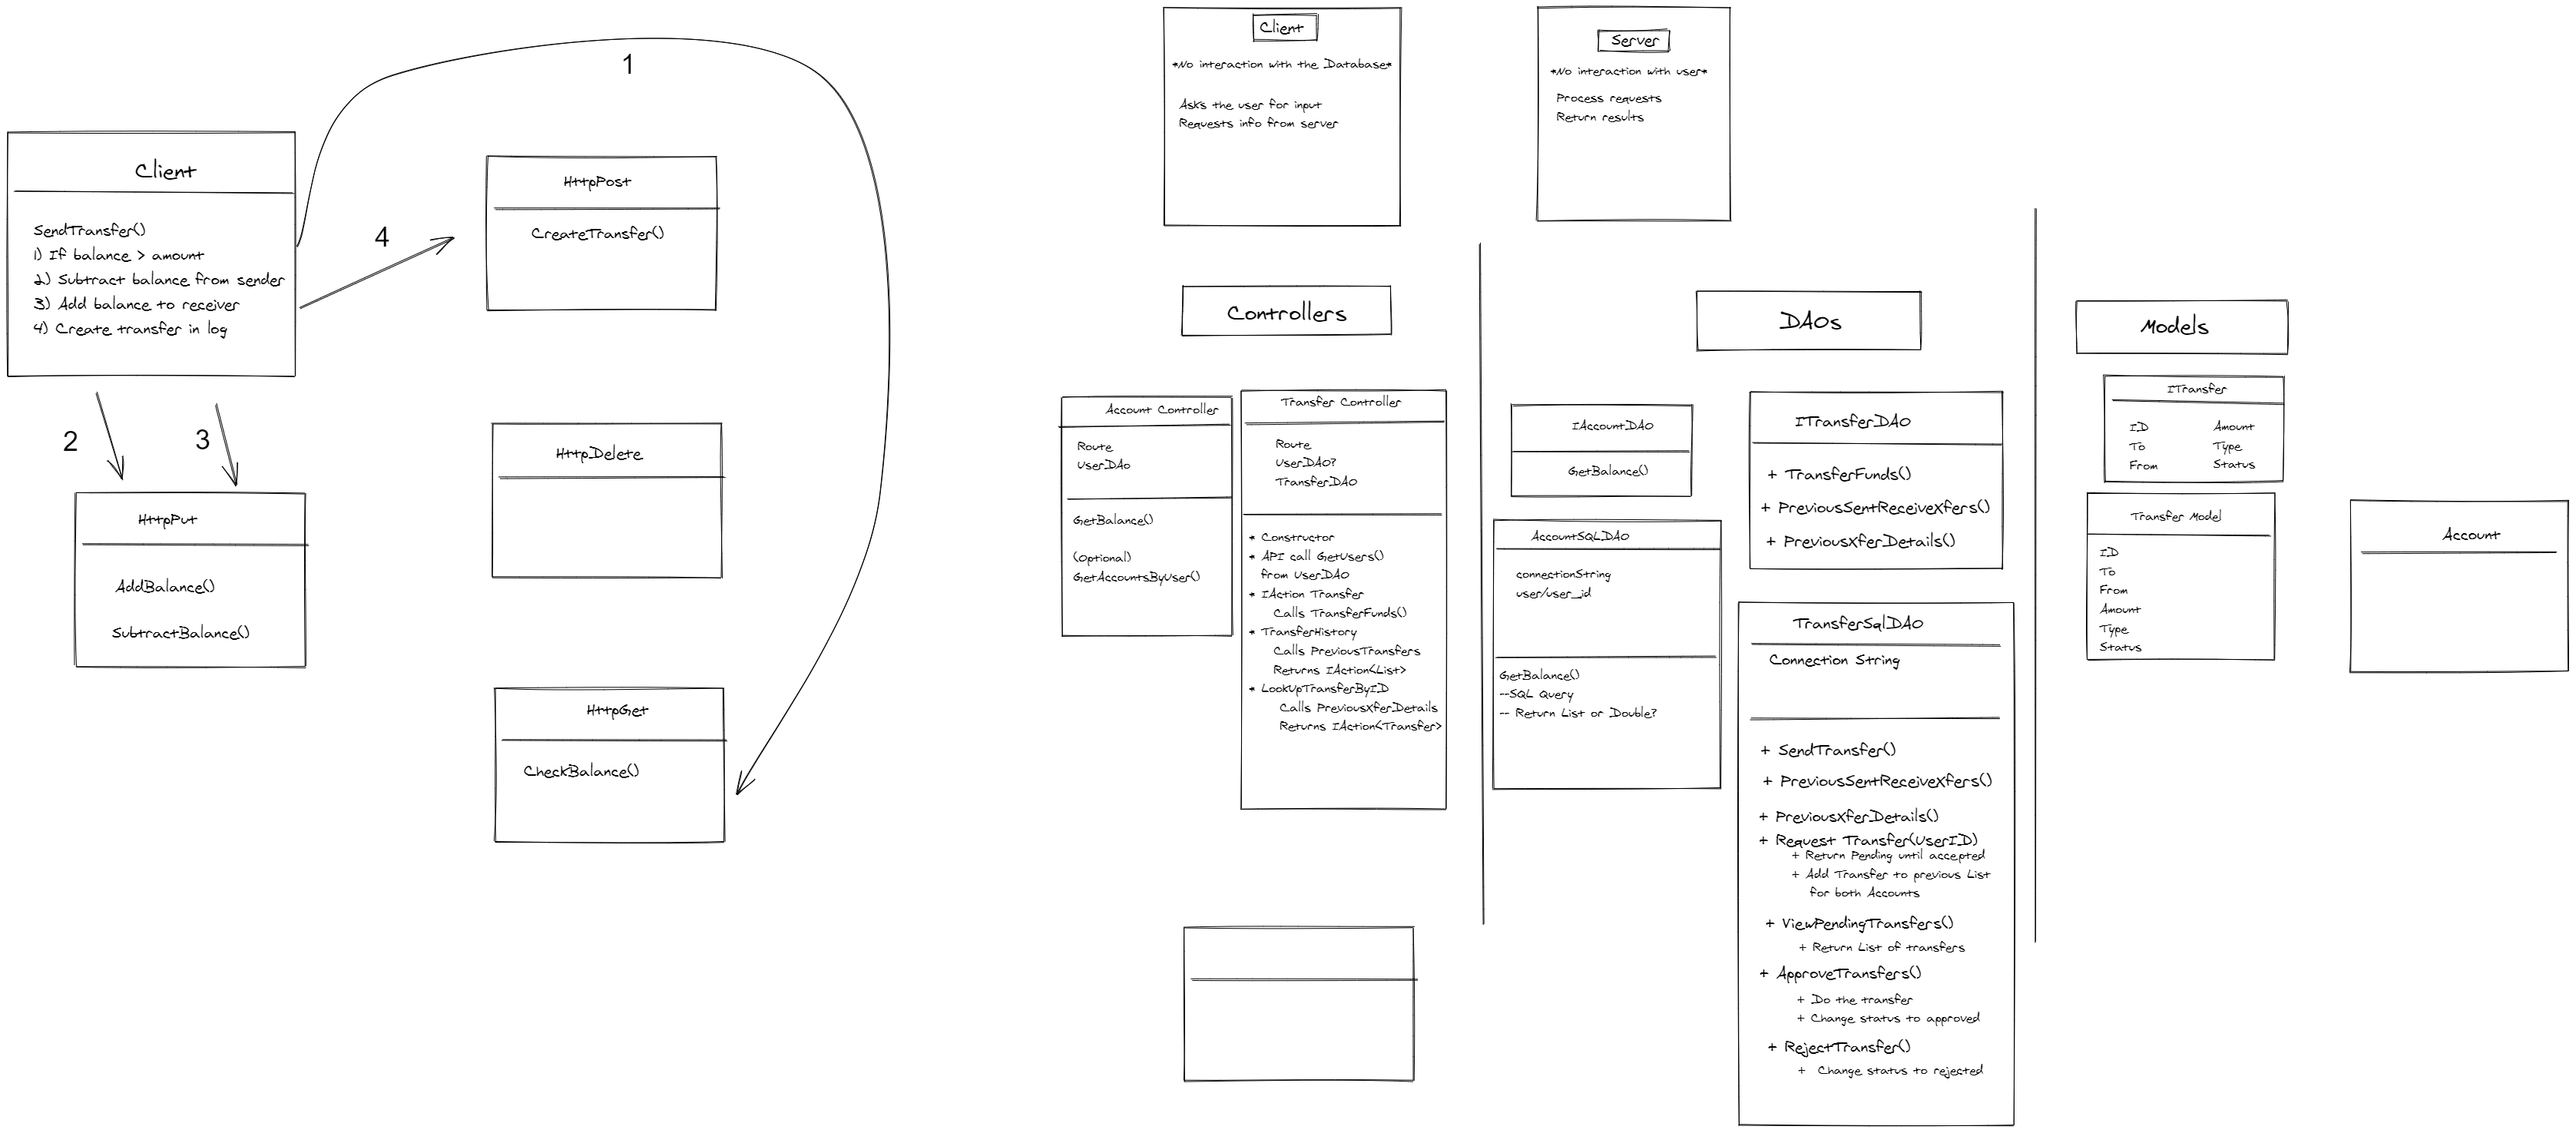 1
Client
SendTransfer()
1) If balance > amount
2) Subtract balance from sender
3) Add balance to receiver
4) Create transfer in log
4
HttpPost
CreateTransfer()
2
3
HttpPut
AddBalance()
SubtractBalance()
HttpDelete
HttpGet
CheckBalance()
Client
*No interaction with the Database*
Asks the user for input
Requests info from server
Server
*No interaction with user*
Process requests
Return results
Controllers
Account Controller
Route
UserDAO
GetBalance()
(Optional)
GetAccountsByUser()
Transfer Controller
Route
UserDAO?
TransferDAO
* Constructor
* API call GetUsers()
from UserDAO
* IAction Transfer
Calls TransferFunds()
* TransferHistory
Calls PreviousTransfers
Returns IAction<List>
* LookUpTransferByID
Calls PreviousXferDetails
Returns IAction<Transfer>
DAOs
IAccountDAO
GetBalance()
AccountSQLDAO
connectionString
user/user_id
GetBalance()
--SQL Query
-- Return List or Double?
ITransferDAO
+ TransferFunds()
+ PreviousSentReceiveXfers()
+ PreviousXferDetails()
TransferSqlDAO
Connection String
+ SendTransfer()
+ PreviousSentReceiveXfers()
+ PreviousXferDetails()
+ Request Transfer(UserID)
+ Return Pending until accepted
+ Add Transfer to previous List
for both Accounts
+ ViewPendingTransfers()
+ Return List of transfers
+ ApproveTransfers()
+ Do the transfer
+ Change status to approved
+ RejectTransfer()
+ Change status to rejected
Models
ITransfer
ID Amount
To Type
From Status
Transfer Model
ID
To
From
Amount
Type
Status
Account